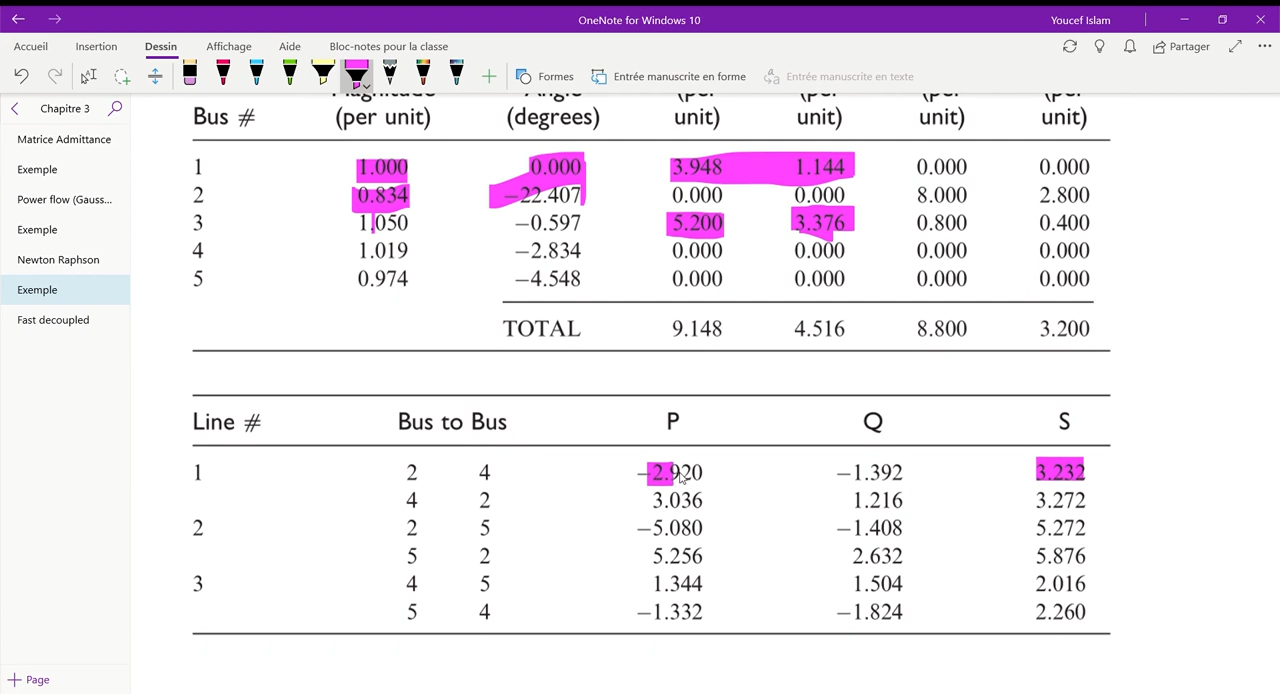 OneNote for Windows 10
Youcef Islam
Accueil Insertion Dessin Affichage Aide Bloc-notes pour la classe
Partager
Formes Entrée manuscrite en forme Entrée manuscrite en texte
Chapitre 3
Matrice Admittance
Exemple
Power flow (Gauss...
Exemple
Newton Raphson
Exemple
Fast decoupled
Page
Magnitude Angle (per (per (per (per
Bus # (per unit) (degrees) unit) unit) unit) unit)
1 1.000 0.000 3.948 1.144 0.000 0.000
2 0.834 −22.407 0.000 0.000 8.000 2.800
3 1.050 −0.597 5.200 3.376 0.800 0.400
4 1.019 −2.834 0.000 0.000 0.000 0.000
5 0.974 −4.548 0.000 0.000 0.000 0.000
TOTAL 9.148 4.516 8.800 3.200
Line # Bus to Bus P Q S
1 2 4 −2.920 −1.392 3.232
4 2 3.036 1.216 3.272
2 2 5 −5.080 −1.408 5.272
5 2 5.256 2.632 5.876
3 4 5 1.344 1.504 2.016
5 4 −1.332 −1.824 2.260